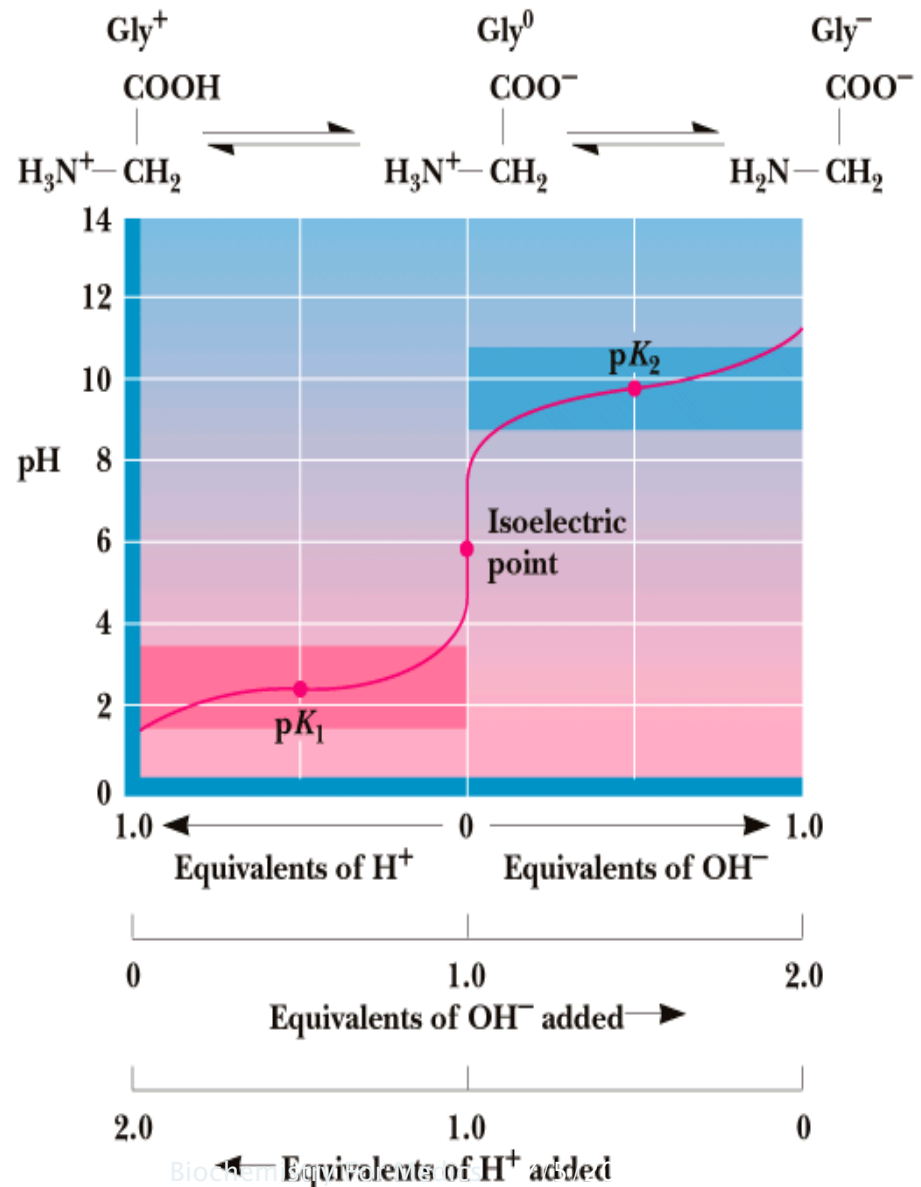 Gly⁺ Gly⁰ Gly⁻
COOH COO⁻ COO⁻
H₃N⁺—CH₂ H₃N⁺—CH₂ H₂N—CH₂
14
12
10
pK₂
pH 8
Isoelectric
6
point
4
2
pK₁
0
1.0 0 1.0
Equivalents of H⁺ Equivalents of OH⁻
0 1.0 2.0
Equivalents of OH⁻ added
2.0 1.0 0
Equivalents of H⁺ added